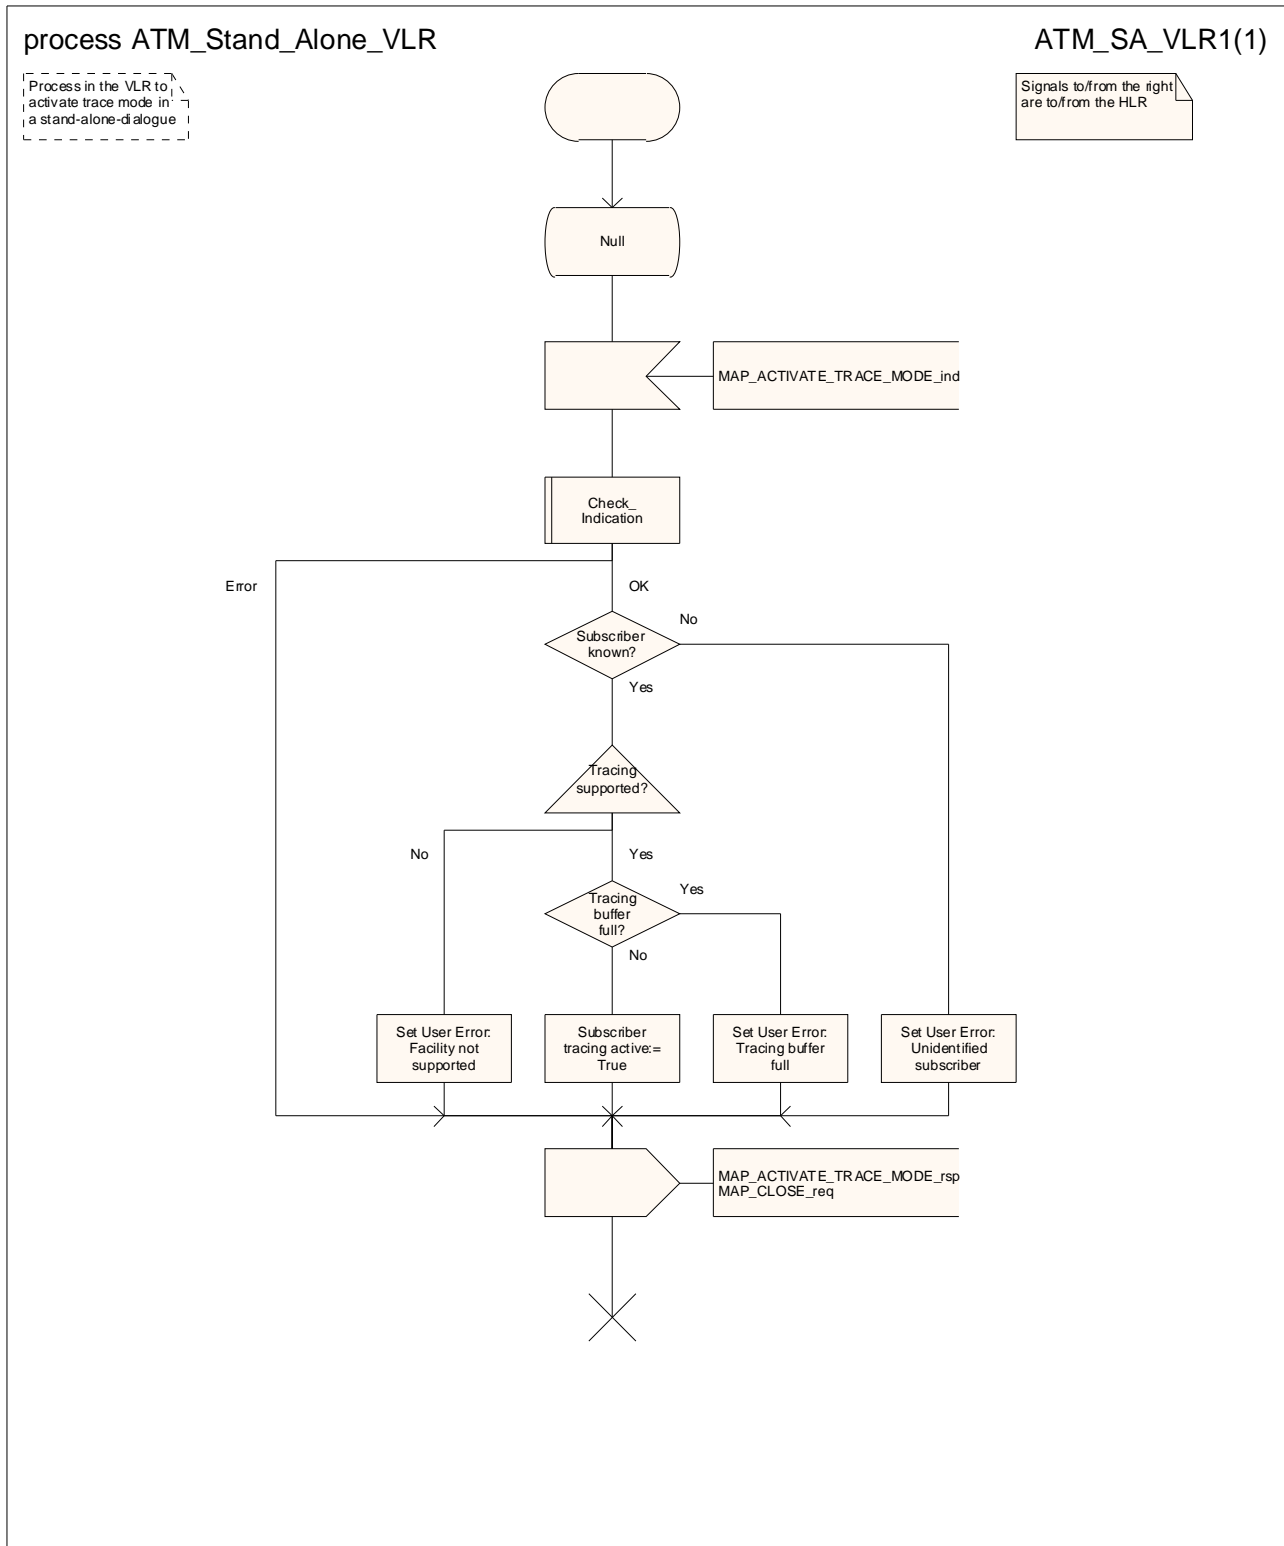 process ATM_Stand_Alone_VLR
ATM_SA_VLR1(1)
Process in the VLR to
activate trace mode in
a stand-alone-dialogue
Signals to/from the right
are to/from the HLR
Null
MAP_ACTIVATE_TRACE_MODE_ind
Check_
Indication
Error
OK
No
Subscriber
known?
Yes
Tracing
supported?
No
Yes
Yes
Tracing
buffer
full?
No
Set User Error:
Facility not
supported
Subscriber
tracing active:=
True
Set User Error:
Tracing buffer
full
Set User Error:
Unidentified
subscriber
MAP_ACTIVATE_TRACE_MODE_rsp
MAP_CLOSE_req